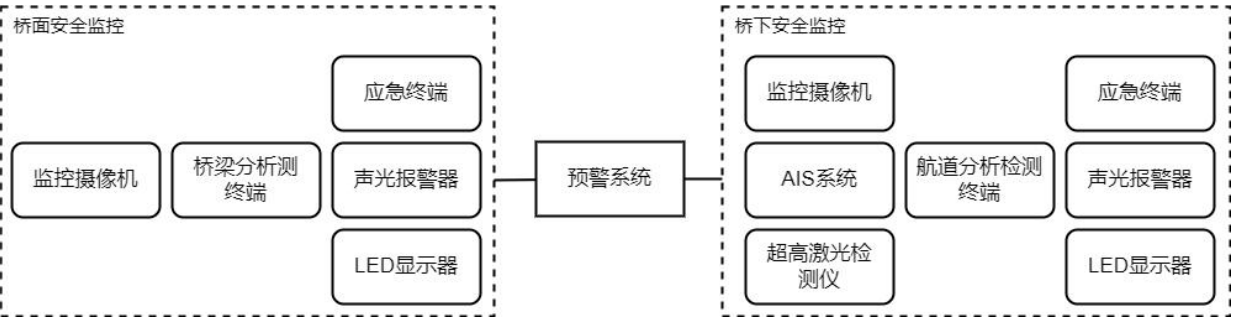 桥面安全监控
应急终端
监控摄像机
桥梁分析测
终端
声光报警器
LED显示器
预警系统
桥下安全监控
监控摄像机
AIS系统
超高激光检
测仪
航道分析检测
终端
应急终端
声光报警器
LED显示器